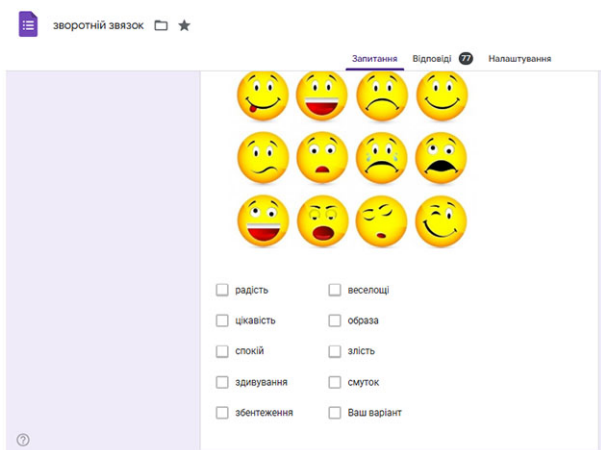 зворотній звязок
Запитання Відповіді 77 Налаштування
радість веселощі
цікавість образа
спокій злість
здивування смуток
збентеження Ваш варіант